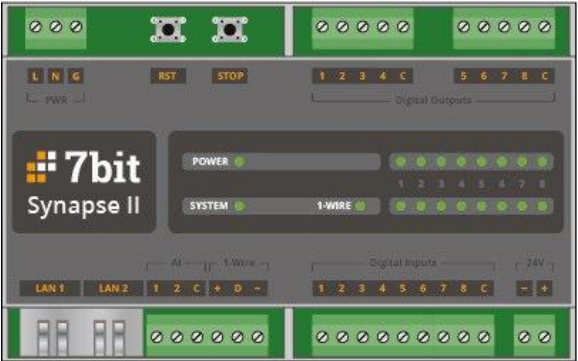 L N G RST STOP 1 2 3 4 C 5 6 7 8 C
PWR Digital Outputs
7bit
Synapse II
POWER
1 2 3 4 5 6 7 8
SYSTEM 1-WIRE
AI 1-Wire Digital Inputs 24V
LAN 1 LAN 2 1 2 C + D - 1 2 3 4 5 6 7 8 C - +